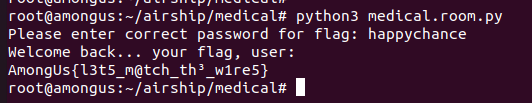 root@amongus:~/airship/medical# python3 medical.room.py
Please enter correct password for flag: happychance
Welcome back... your flag, user:
AmongUs{l3t5_m@tch_th³_w1re5}
root@amongus:~/airship/medical#